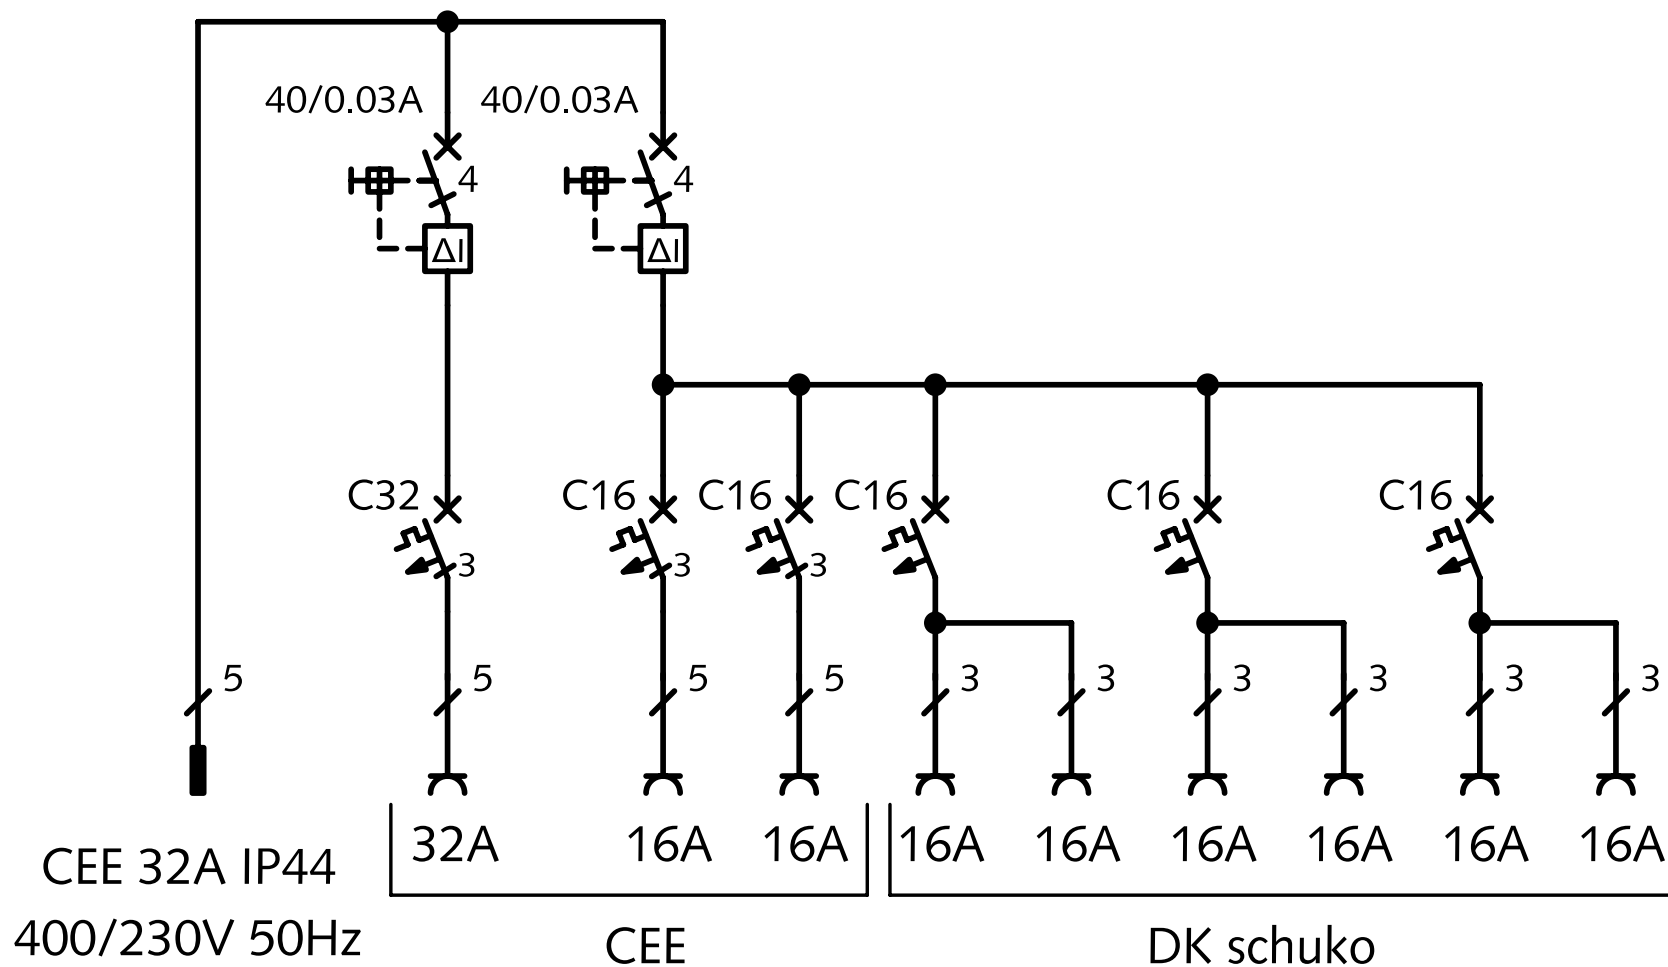 40/0.03A 40/0.03A
4 4
ΔI ΔI
C32 C16 C16 C16 C16 C16
3 3 3
5 5 5 5 3 3 3 3 3 3
32A 16A 16A 16A 16A 16A 16A 16A 16A
CEE 32A IP44
400/230V 50Hz
CEE DK schuko